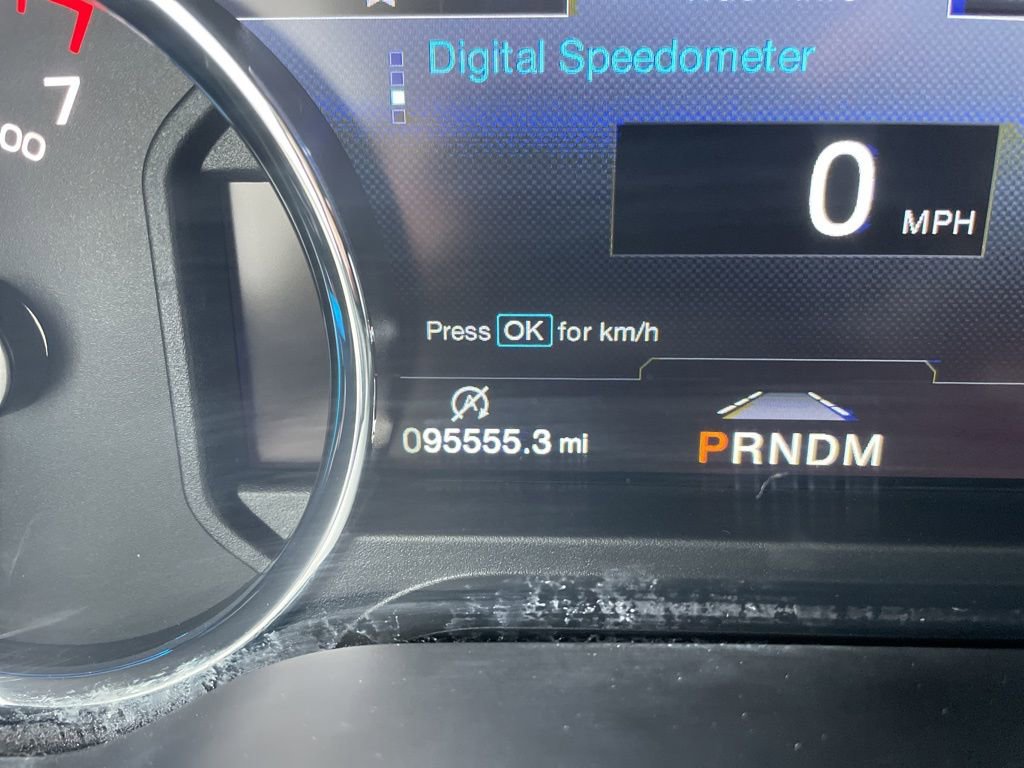 Digital Speedometer
7
00
0 MPH
Press OK for km/h
A
095555.3 mi
PRNDM